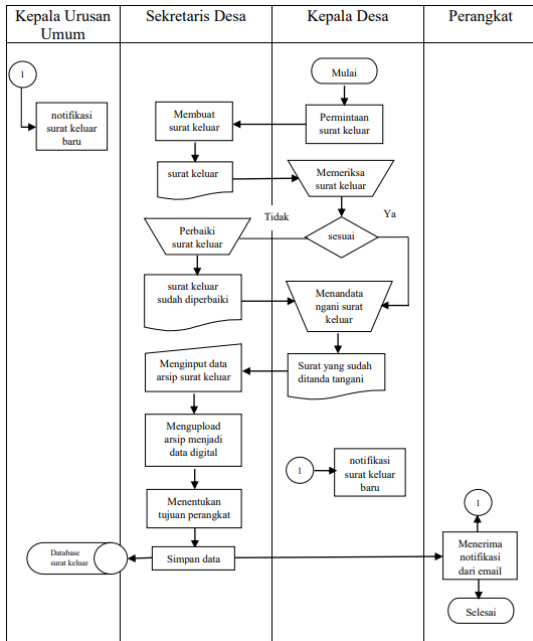 Kepala Urusan
Umum
Sekretaris Desa
Kepala Desa
Perangkat
1
notifikasi
surat keluar
baru
Mulai
Permintaan
surat keluar
Membuat
surat keluar
surat keluar
Memeriksa
surat keluar
Tidak
Ya
sesuai
Perbaiki
surat keluar
surat keluar
sudah diperbaiki
Menandata
ngani surat
keluar
Surat yang sudah
ditanda tangani
Menginput data
arsip surat keluar
Mengupload
arsip menjadi
data digital
1
notifikasi
surat keluar
baru
Menentukan
tujuan perangkat
1
Database
surat keluar
Simpan data
Menerima
notifikasi
dari email
Selesai